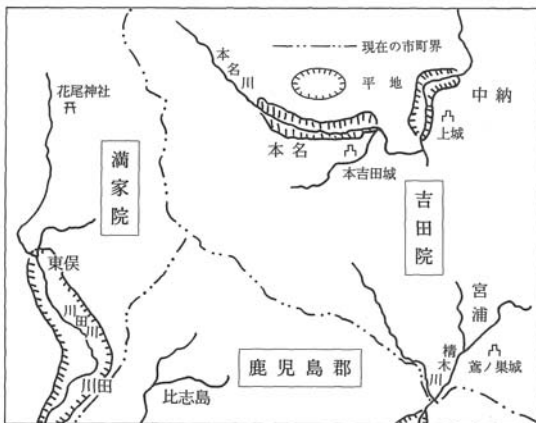 現在の市町界
平地
本名川
花尾神社
中納
上城
本名
本吉田城
満家院
吉田院
東俣
川田川
宮浦
鹿児島郡
精木川
鳶ノ巣城
川田
比志島